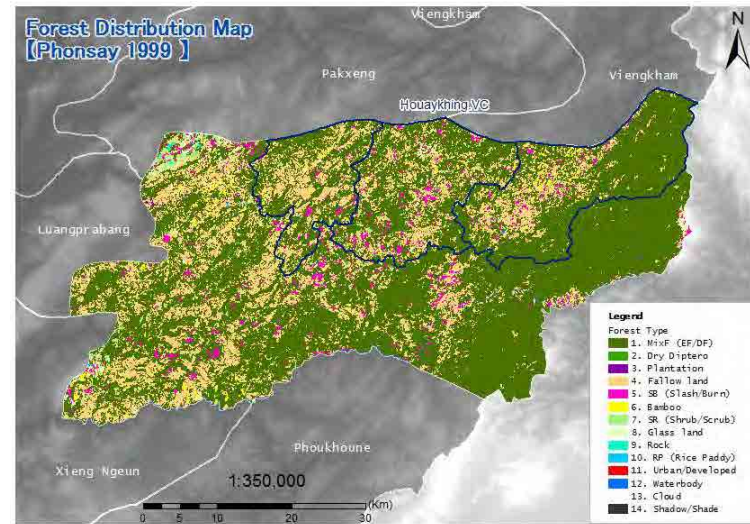 Forest Distribution Map
【Phonsay 1999 】
Viengkham
N
Pakxeng
Viengkham
Houaykhing VC
Luangprabang
Xieng Ngeun
Phoukhoune
1:350,000
(Km)
0 5 10 20 30
Legend
Forest Type
1. MixF (EF/DF)
2. Dry Diptero
3. Plantation
4. Fallow land
5. SB (Slash/Burn)
6. Bamboo
7. SR (Shrub/Scrub)
8. Glass land
9. Rock
10. RP (Rice Paddy)
11. Urban/Developed
12. Waterbody
13. Cloud
14. Shadow/Shade